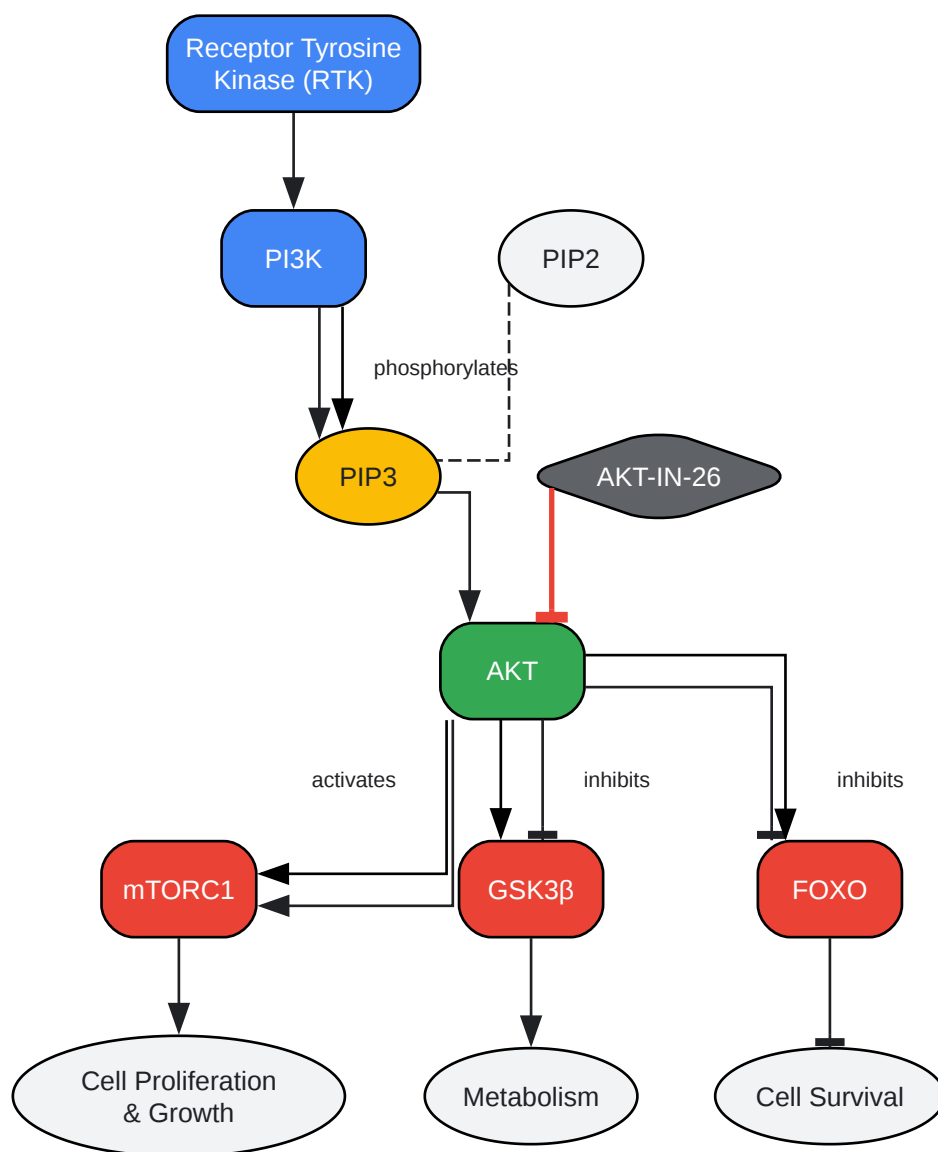 Receptor Tyrosine
Kinase (RTK)
PI3K
PIP2
phosphorylates
PIP3
AKT-IN-26
AKT
activates
inhibits
inhibits
mTORC1
GSK3β
FOXO
Cell Proliferation
& Growth
Metabolism
Cell Survival